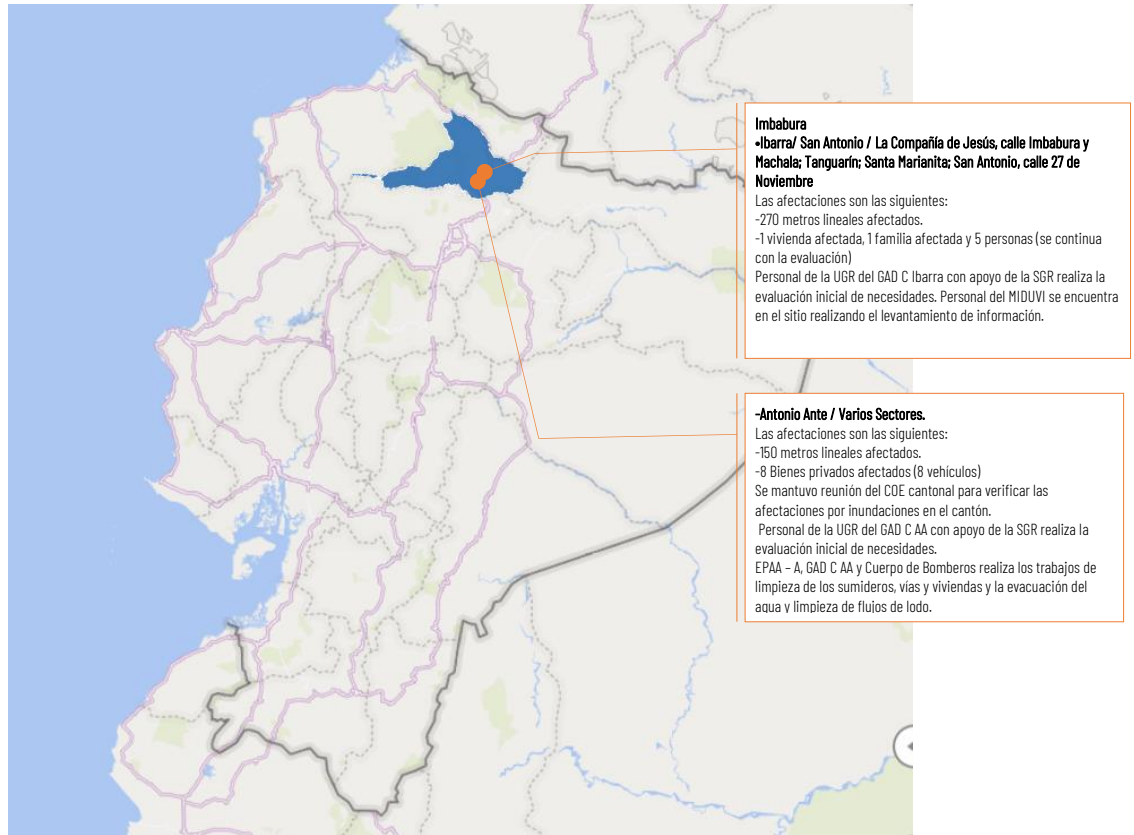 Imbabura
•Ibarra/ San Antonio / La Compañía de Jesús, calle Imbabura y
Machala; Tanguarín; Santa Marianita; San Antonio, calle 27 de
Noviembre
Las afectaciones son las siguientes:
-270 metros lineales afectados.
-1 vivienda afectada, 1 familia afectada y 5 personas (se continua
con la evaluación)
Personal de la UGR del GAD C Ibarra con apoyo de la SGR realiza la
evaluación inicial de necesidades. Personal del MIDUVI se encuentra
en el sitio realizando el levantamiento de información.
-Antonio Ante / Varios Sectores.
Las afectaciones son las siguientes:
-150 metros lineales afectados.
-8 Bienes privados afectados (8 vehículos)
Se mantuvo reunión del COE cantonal para verificar las
afectaciones por inundaciones en el cantón.
Personal de la UGR del GAD C AA con apoyo de la SGR realiza la
evaluación inicial de necesidades.
EPAA – A, GAD C AA y Cuerpo de Bomberos realiza los trabajos de
limpieza de los sumideros, vías y viviendas y la evacuación del
agua y limpieza de flujos de lodo.